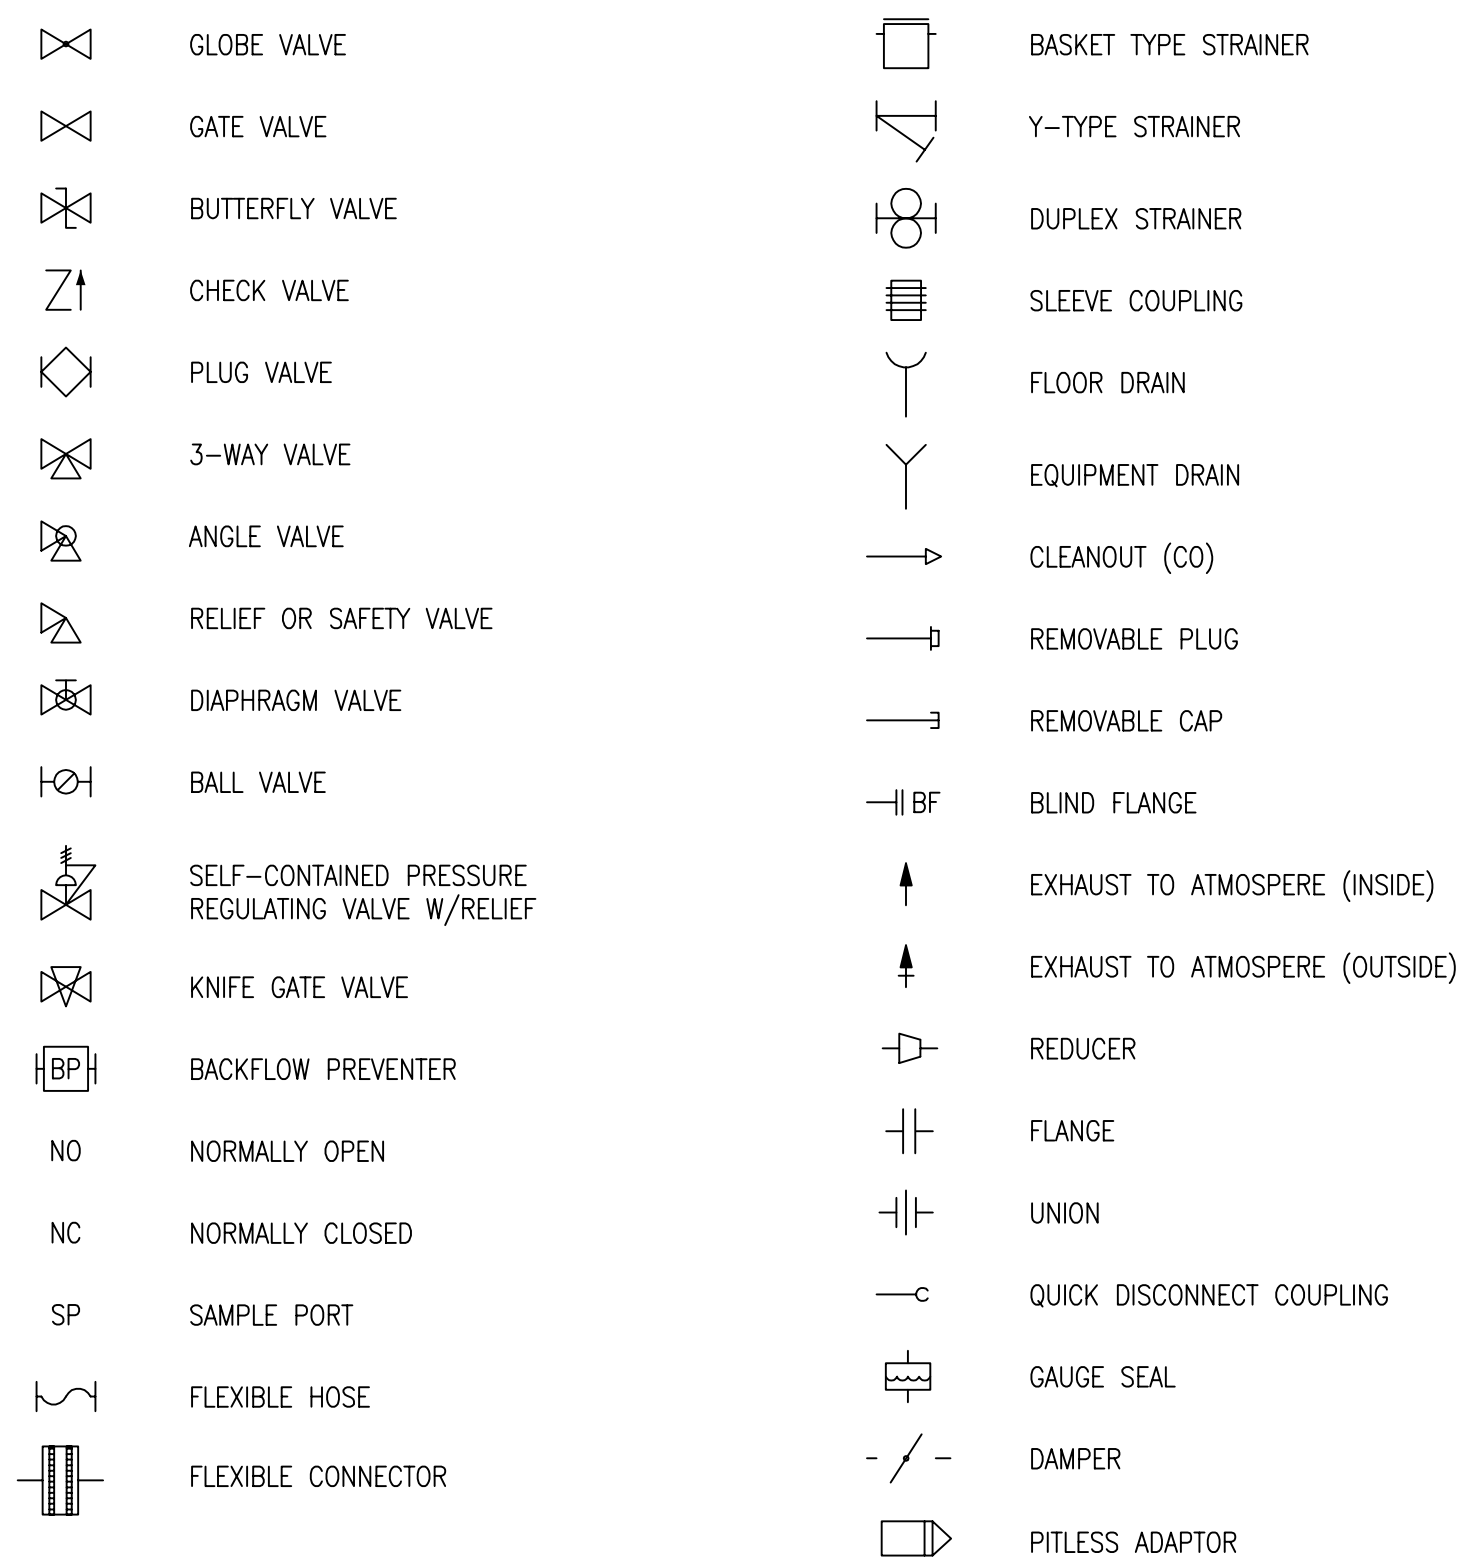 GLOBE VALVE
GATE VALVE
BUTTERFLY VALVE
CHECK VALVE
PLUG VALVE
3-WAY VALVE
ANGLE VALVE
RELIEF OR SAFETY VALVE
DIAPHRAGM VALVE
BALL VALVE
SELF-CONTAINED PRESSURE
REGULATING VALVE W/RELIEF
KNIFE GATE VALVE
BP BACKFLOW PREVENTER
NO NORMALLY OPEN
NC NORMALLY CLOSED
SP SAMPLE PORT
FLEXIBLE HOSE
FLEXIBLE CONNECTOR
BASKET TYPE STRAINER
Y-TYPE STRAINER
DUPLEX STRAINER
SLEEVE COUPLING
FLOOR DRAIN
EQUIPMENT DRAIN
CLEANOUT (CO)
REMOVABLE PLUG
REMOVABLE CAP
BF BLIND FLANGE
EXHAUST TO ATMOSPERE (INSIDE)
EXHAUST TO ATMOSPERE (OUTSIDE)
REDUCER
FLANGE
UNION
QUICK DISCONNECT COUPLING
GAUGE SEAL
DAMPER
PITLESS ADAPTOR